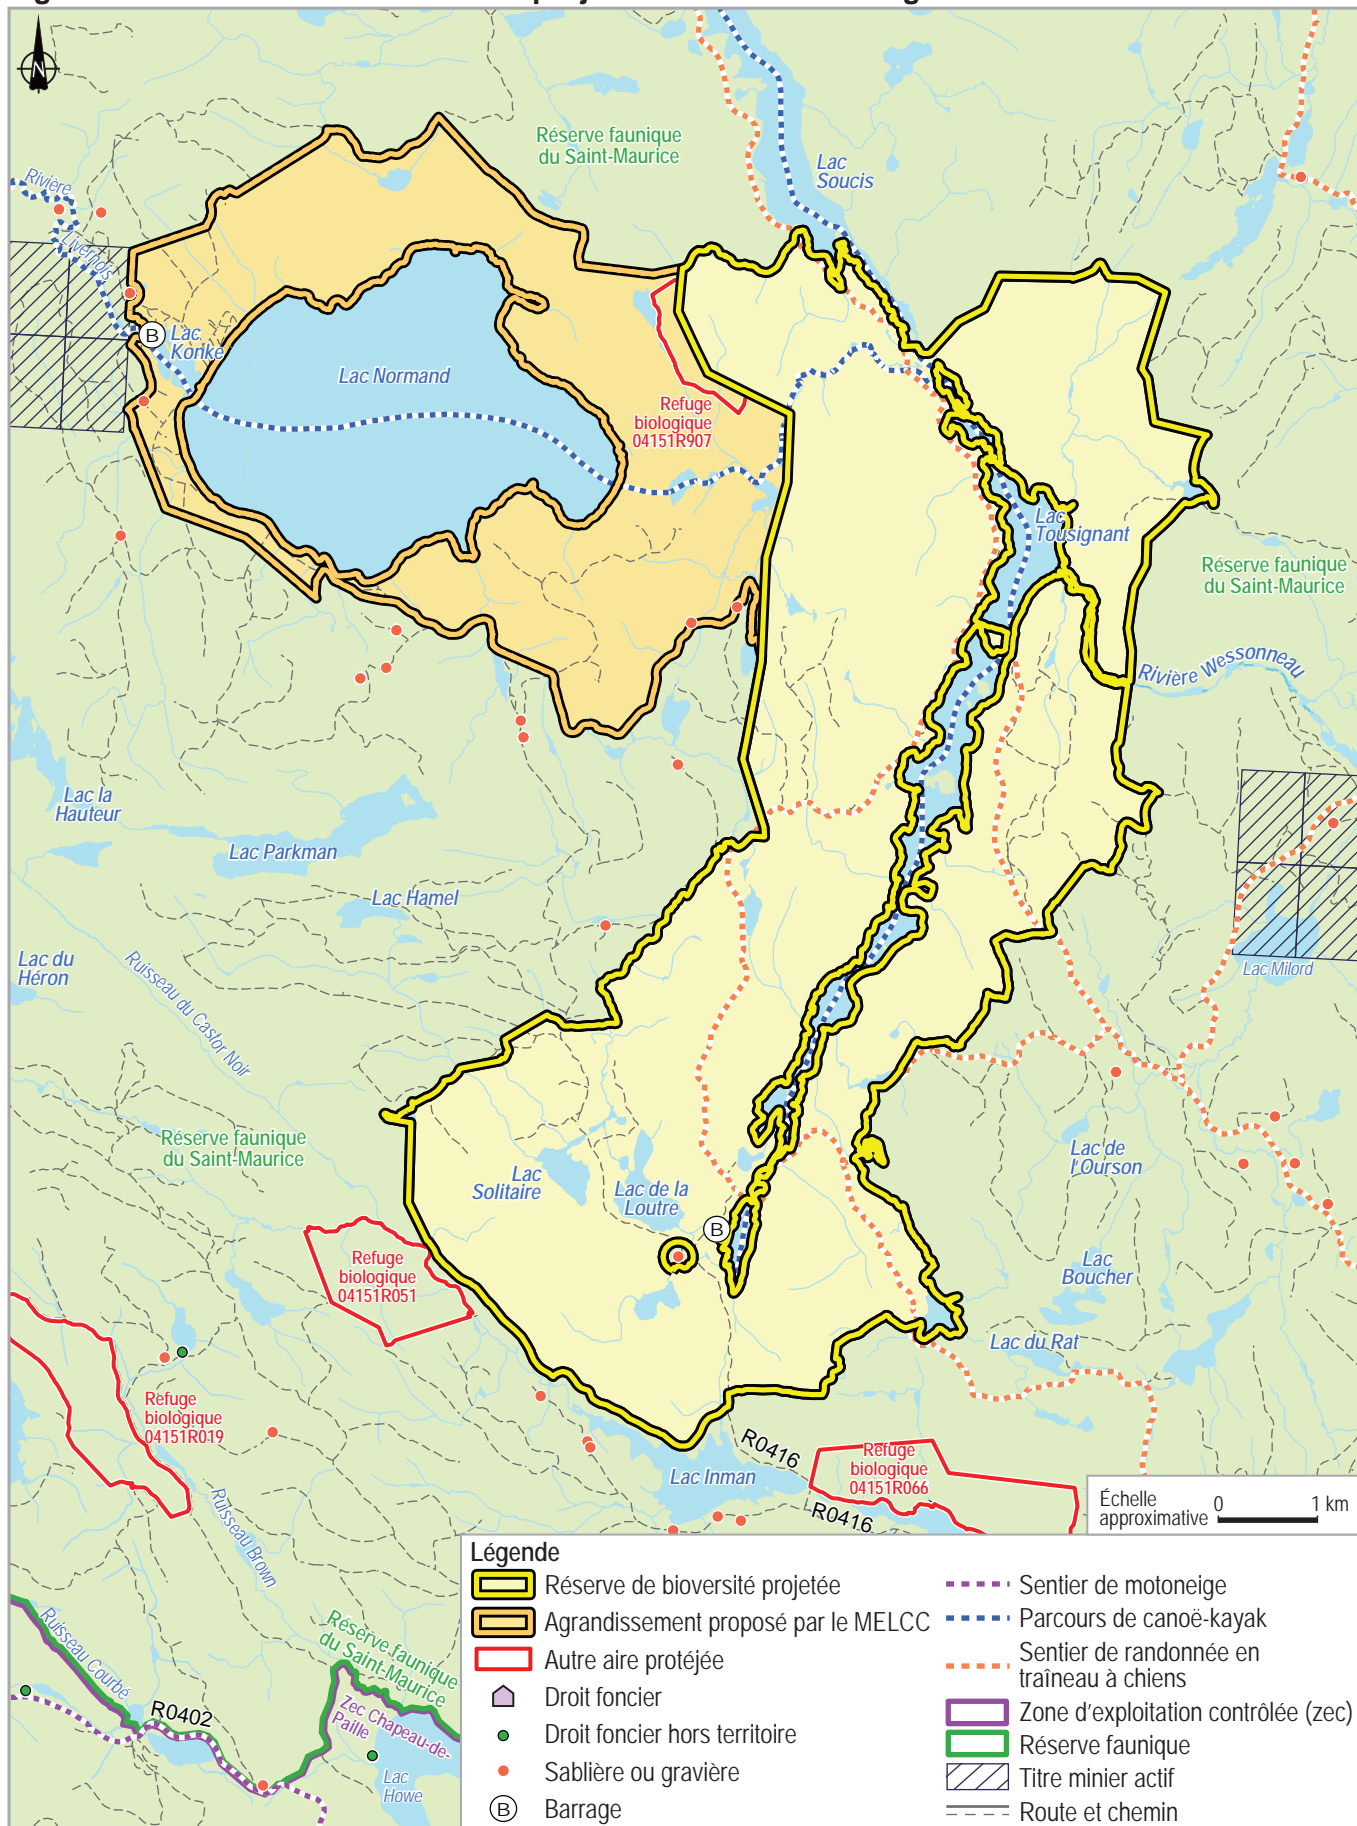 N
Réserve faunique
du Saint-Maurice
Lac
Soucis
Rivière
Livernois
B
Lac
Konke
Lac Normand
Refuge
biologique
04151R907
Lac
Tousignant
Réserve faunique
du Saint-Maurice
Rivière Wessonneau
Lac la
Hauteur
Lac Parkman
Lac Hamel
Lac du
Héron
Ruisseau du Castor Noir
Lac Milord
Réserve faunique
du Saint-Maurice
Lac
Solitaire
Lac de la
Loutre
B
Lac de
l'Ourson
Refuge
biologique
04151R051
Lac
Boucher
Lac du Rat
Refuge
biologique
04151R019
R0416
Lac Inman
Refuge
biologique
04151R066
R0416
Échelle
approximative
0 1 km
Ruisseau Brown
Ruisseau Courbé
R0402
Réserve faunique
du Saint-Maurice
Zec Chapeau-de-
Paille
Lac
Howe
Légende
Réserve de bioversité projetée
Agrandissement proposé par le MELCC
Autre aire protéjée
Droit foncier
Droit foncier hors territoire
Sablière ou gravière
B Barrage
Sentier de motoneige
Parcours de canoë-kayak
Sentier de randonnée en
traîneau à chiens
Zone d'exploitation contrôlée (zec)
Réserve faunique
Titre minier actif
Route et chemin